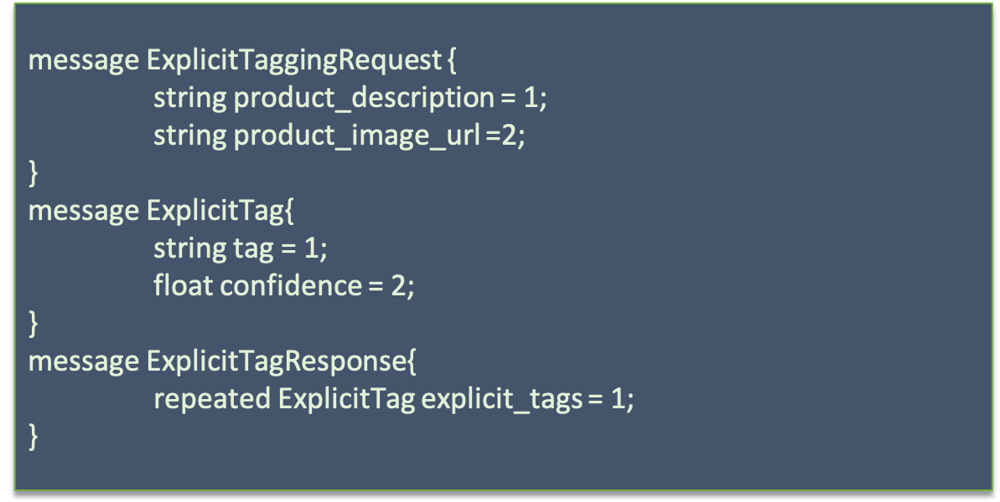 message ExplicitTaggingRequest {
string product_description = 1;
string product_image_url =2;
}
message ExplicitTag{
string tag = 1;
float confidence = 2;
}
message ExplicitTagResponse{
repeated ExplicitTag explicit_tags = 1;
}